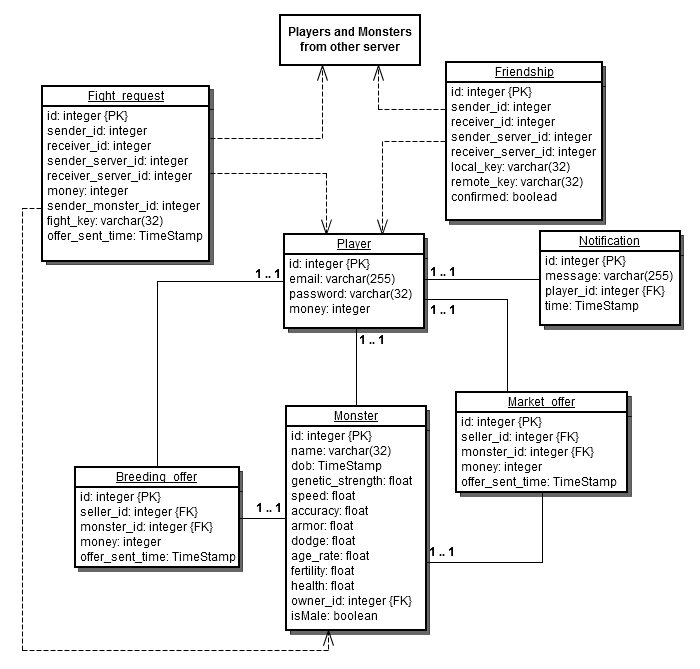 Players and Monsters
from other server
Friendship
id: integer {PK}
sender_id: integer
receiver_id: integer
sender_server_id: integer
receiver_server_id: integer
local_key: varchar(32)
remote_key: varchar(32)
confirmed: boolead
Fight_request
id: integer {PK}
sender_id: integer
receiver_id: integer
sender_server_id: integer
receiver_server_id: integer
money: integer
sender_monster_id: integer
fight_key: varchar(32)
offer_sent_time: TimeStamp
Player
id: integer {PK}
email: varchar(255)
password: varchar(32)
money: integer
Notification
id: integer {PK}
message: varchar(255)
player_id: integer {FK}
time: TimeStamp
1 .. 1
1 .. 1
1 .. 1
1 .. 1
Monster
id: integer {PK}
name: varchar(32)
dob: TimeStamp
genetic_strength: float
speed: float
accuracy: float
armor: float
dodge: float
age_rate: float
fertility: float
health: float
owner_id: integer {FK}
isMale: boolean
Market_offer
id: integer {PK}
seller_id: integer {FK}
monster_id: integer {FK}
money: integer
offer_sent_time: TimeStamp
Breeding_offer
id: integer {PK}
seller_id: integer {FK}
monster_id: integer {FK}
money: integer
offer_sent_time: TimeStamp
1 .. 1
1 .. 1